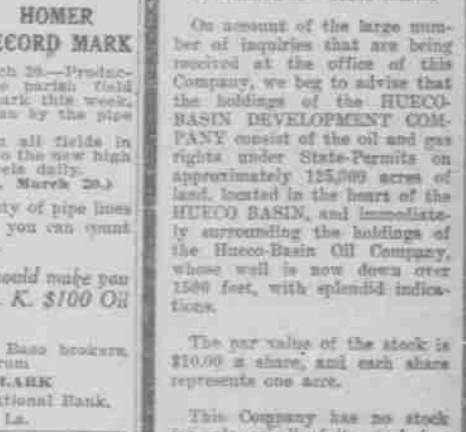 HOMER
ECORD MARK
ch 20.—Produc-
e parish field
ark this week,
an by the pipe
all fields in
o the new high
rels daily.
, March 20.)
ty of pipe lines
you can count
ould make you
K. $100 Oil
Baso brokers,
rom
LARK
tional Bank,
La.
On account of the large num-
ber of inquiries that are being
received at the office of this
Company, we beg to advise that
the holdings of the HUECO-
BASIN DEVELOPMENT COM-
PANY consist of the oil and gas
rights under State-Permits on
approximately 125,000 acres of
land, located in the heart of the
HUECO BASIN, and immediate-
ly surrounding the holdings of
the Hueco-Basin Oil Company,
whose well is now down over
1500 feet, with splendid indica-
tions.
The par value of the stock is
$10.00 a share, and each share
represents one acre.
This Company has no stock